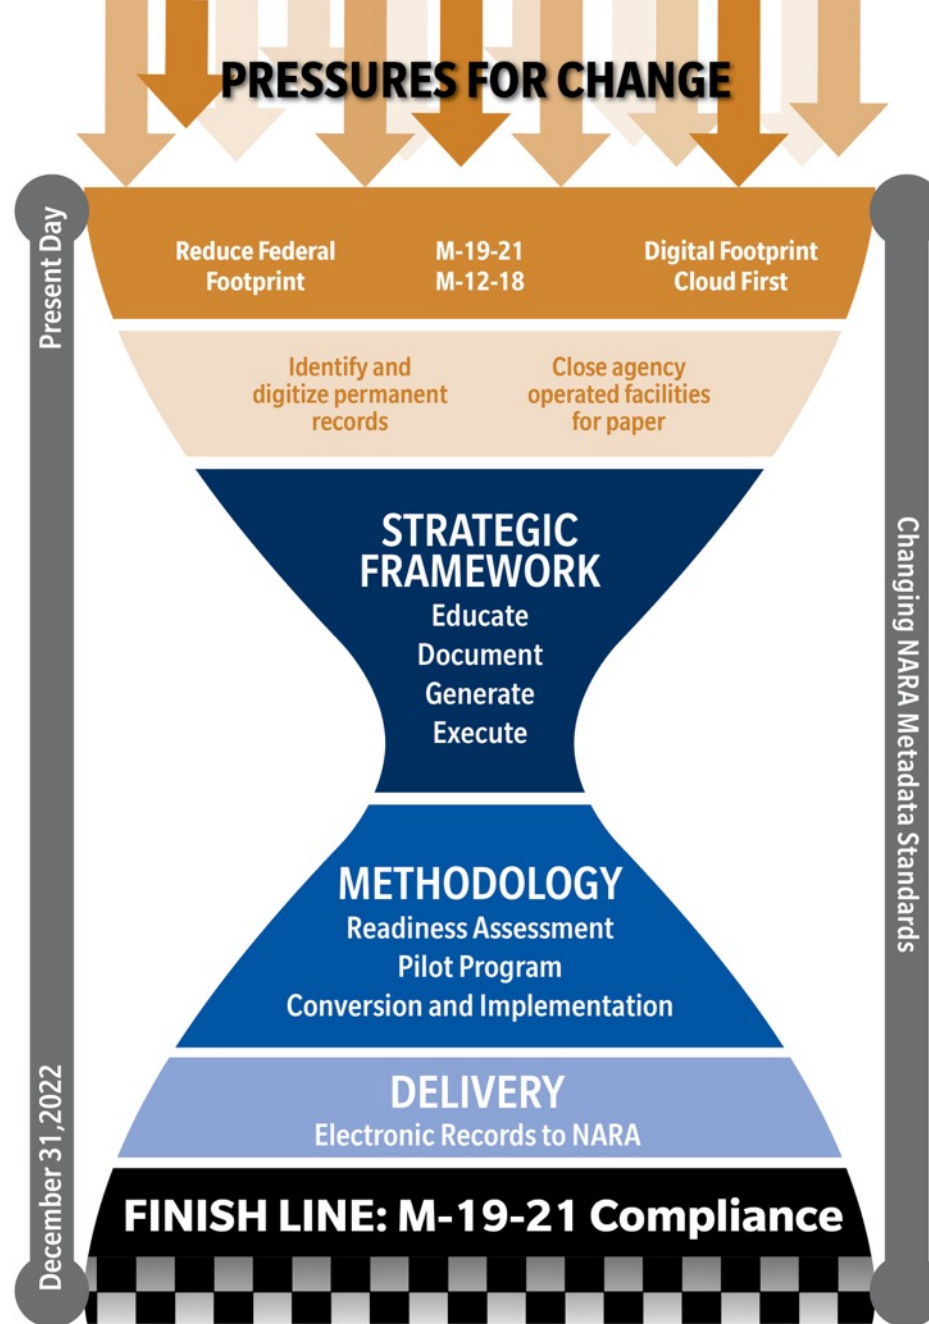 PRESSURES FOR CHANGE
Present Day
Reduce Federal
Footprint
M-19-21
M-12-18
Digital Footprint
Cloud First
Identify and
digitize permanent
records
Close agency
operated facilities
for paper
STRATEGIC
FRAMEWORK
Educate
Document
Generate
Execute
Changing NARA Metadata Standards
METHODOLOGY
Readiness Assessment
Pilot Program
Conversion and Implementation
DELIVERY
Electronic Records to NARA
December 31,2022
FINISH LINE: M-19-21 Compliance